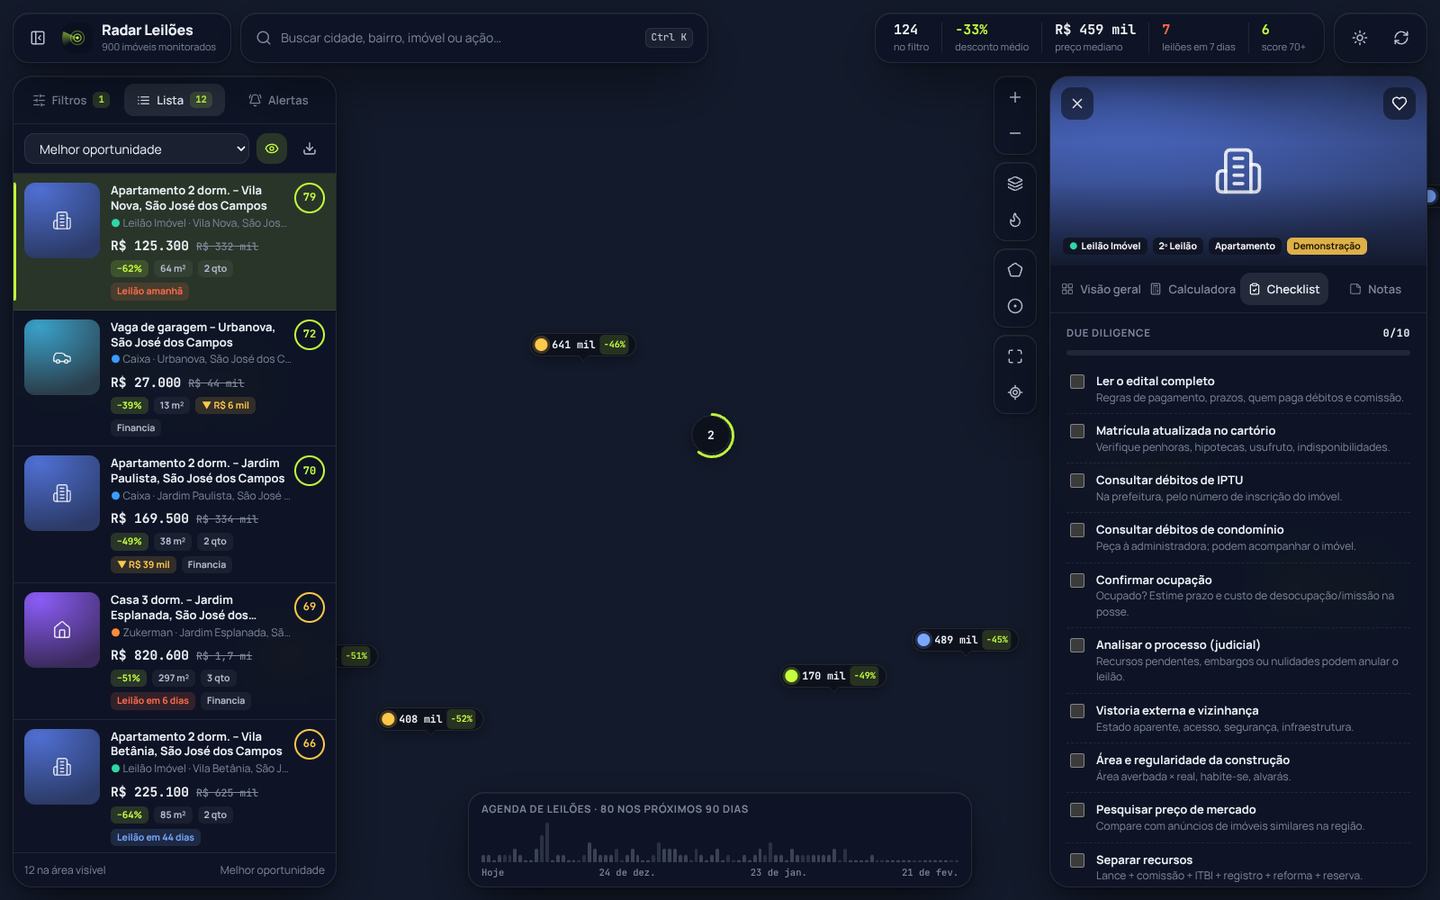 Radar Leilões
900 imóveis monitorados
Buscar cidade, bairro, imóvel ou ação...
Ctrl K
124
no filtro
-33%
desconto médio
R$ 459 mil
preço mediano
7
leilões em 7 dias
6
score 70+
Filtros 1
Lista 12
Alertas
Melhor oportunidade
Apartamento 2 dorm. – Vila
Nova, São José dos Campos
79
Leilão Imóvel · Vila Nova, São Jos...
R$ 125.300 R$ 332 mil
−62% 64 m² 2 qto
Leilão amanhã
Vaga de garagem – Urbanova,
São José dos Campos
72
Caixa · Urbanova, São José dos C...
R$ 27.000 R$ 44 mil
−39% 13 m² ▼ R$ 6 mil
Financia
Apartamento 2 dorm. – Jardim
Paulista, São José dos Campos
70
Caixa · Jardim Paulista, São José ...
R$ 169.500 R$ 334 mil
−49% 38 m² 2 qto
▼ R$ 39 mil Financia
Casa 3 dorm. – Jardim
Esplanada, São José dos...
69
Zukerman · Jardim Esplanada, Sã...
R$ 820.600 R$ 1,7 mi
−51% 297 m² 3 qto
Leilão em 6 dias Financia
Apartamento 2 dorm. – Vila
Betânia, São José dos Campos
66
Leilão Imóvel · Vila Betânia, São J...
R$ 225.100 R$ 625 mil
−64% 85 m² 2 qto
Leilão em 44 dias
12 na área visível
Melhor oportunidade
641 mil -46%
2
489 mil -45%
-51%
170 mil -49%
408 mil -52%
AGENDA DE LEILÕES · 80 NOS PRÓXIMOS 90 DIAS
Hoje 24 de dez. 23 de jan. 21 de fev.
Leilão Imóvel 2º Leilão Apartamento Demonstração
Visão geral Calculadora Checklist Notas
DUE DILIGENCE 0/10
Ler o edital completo
Regras de pagamento, prazos, quem paga débitos e comissão.
Matrícula atualizada no cartório
Verifique penhoras, hipotecas, usufruto, indisponibilidades.
Consultar débitos de IPTU
Na prefeitura, pelo número de inscrição do imóvel.
Consultar débitos de condomínio
Peça à administradora; podem acompanhar o imóvel.
Confirmar ocupação
Ocupado? Estime prazo e custo de desocupação/imissão na
posse.
Analisar o processo (judicial)
Recursos pendentes, embargos ou nulidades podem anular o
leilão.
Vistoria externa e vizinhança
Estado aparente, acesso, segurança, infraestrutura.
Área e regularidade da construção
Área averbada × real, habite-se, alvarás.
Pesquisar preço de mercado
Compare com anúncios de imóveis similares na região.
Separar recursos
Lance + comissão + ITBI + registro + reforma + reserva.